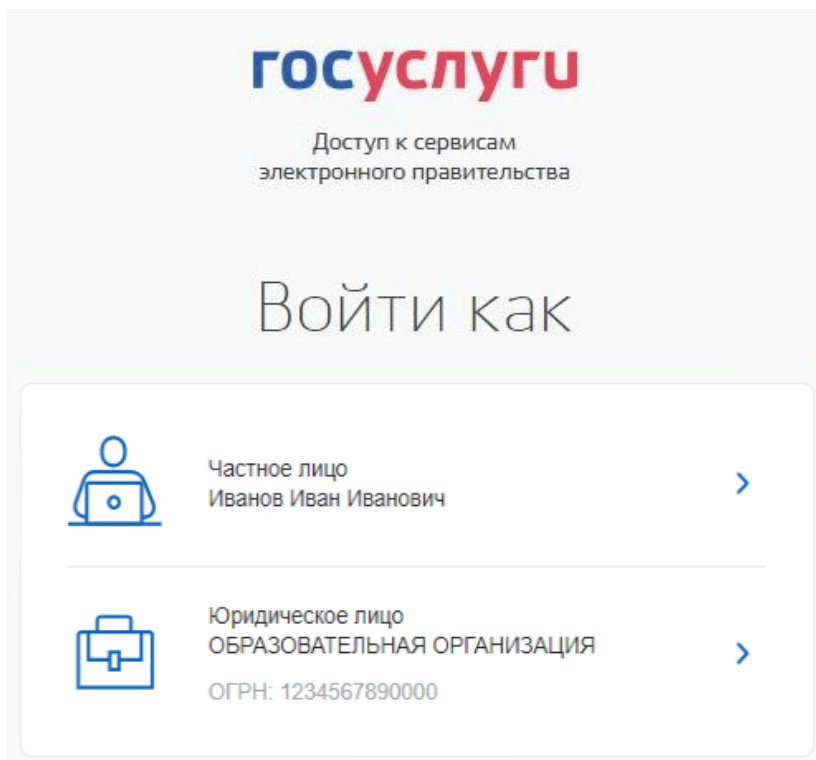 госуслуги
Доступ к сервисам
электронного правительства
Войти как
Частное лицо
Иванов Иван Иванович
Юридическое лицо
ОБРАЗОВАТЕЛЬНАЯ ОРГАНИЗАЦИЯ
ОГРН: 1234567890000